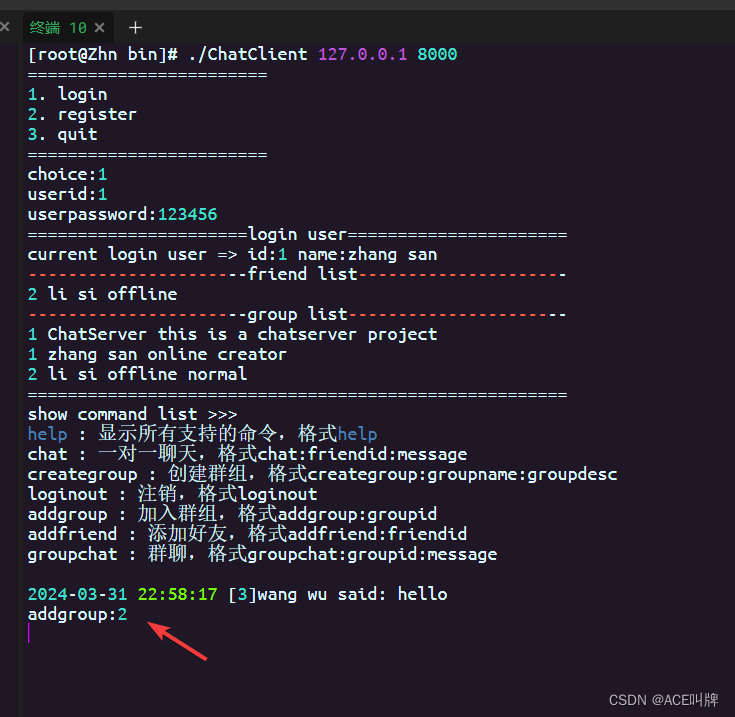 终端 10 × +
[root@Zhn bin]# ./ChatClient 127.0.0.1 8000
========================
1. login
2. register
3. quit
========================
choice:1
userid:1
userpassword:123456
======================login user======================
current login user => id:1 name:zhang san
----------------------friend list---------------------
2 li si offline
----------------------group list----------------------
1 ChatServer this is a chatserver project
1 zhang san online creator
2 li si offline normal
======================================================
show command list >>>
help : 显示所有支持的命令，格式help
chat : 一对一聊天，格式chat:friendid:message
creategroup : 创建群组，格式creategroup:groupname:groupdesc
loginout : 注销，格式loginout
addgroup : 加入群组，格式addgroup:groupid
addfriend : 添加好友，格式addfriend:friendid
groupchat : 群聊，格式groupchat:groupid:message
2024-03-31 22:58:17 [3]wang wu said: hello
addgroup:2
CSDN @ACE叫牌